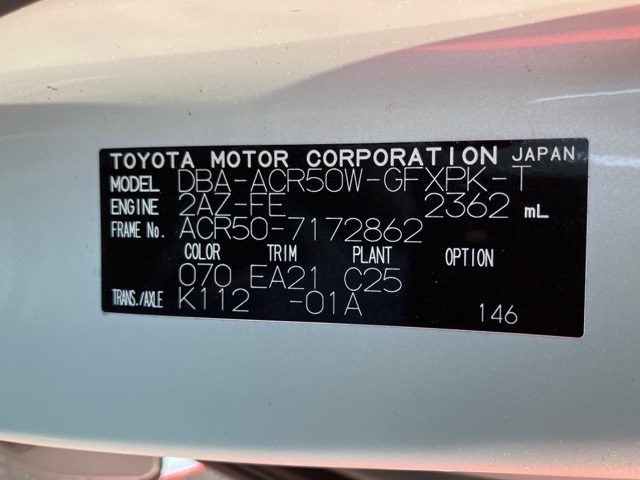 TOYOTA MOTOR CORPORATION JAPAN
MODEL DBA-ACR50W-GFXPK-T
ENGINE 2AZ-FE 2362 mL
FRAME No. ACR50-7172862
COLOR TRIM PLANT OPTION
070 EA21 C25
TRANS./AXLE K112 -01A
146